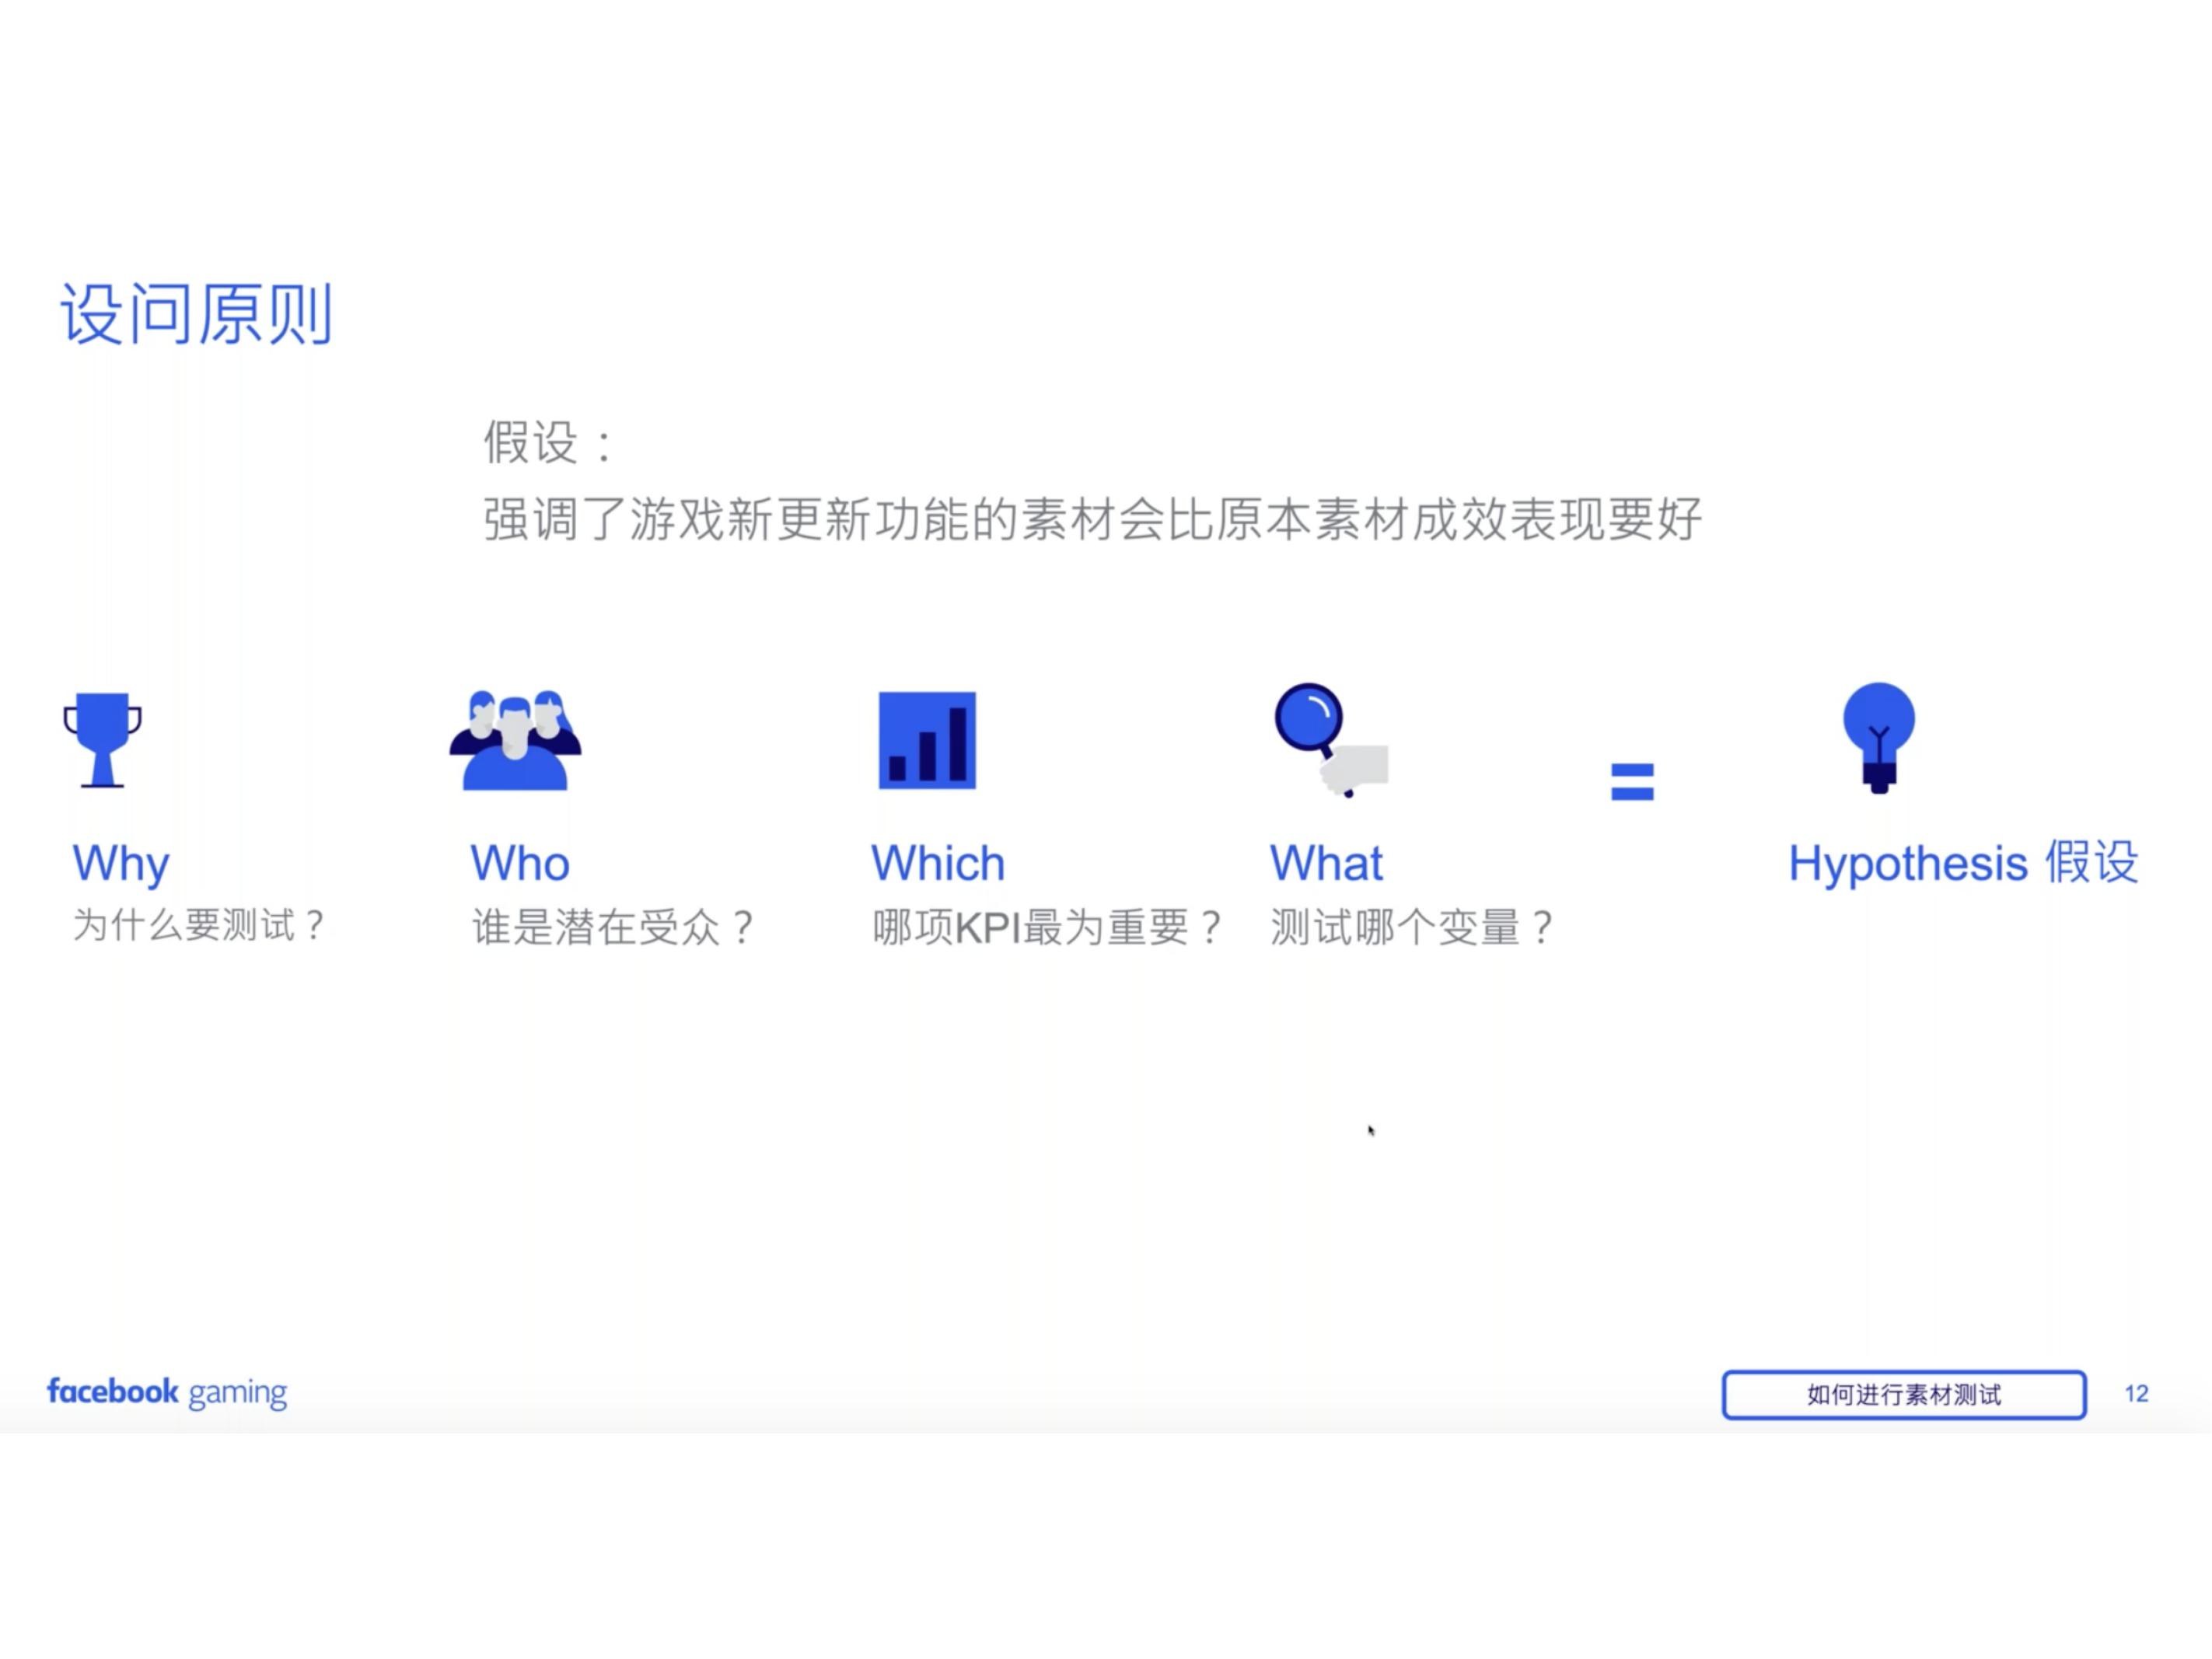 设问原则
假设：
强调了游戏新更新功能的素材会比原本素材成效表现要好
Why
为什么要测试？
Who
谁是潜在受众？
Which
哪项KPI最为重要？
What
测试哪个变量？
=
Hypothesis 假设
facebook gaming
如何进行素材测试
12